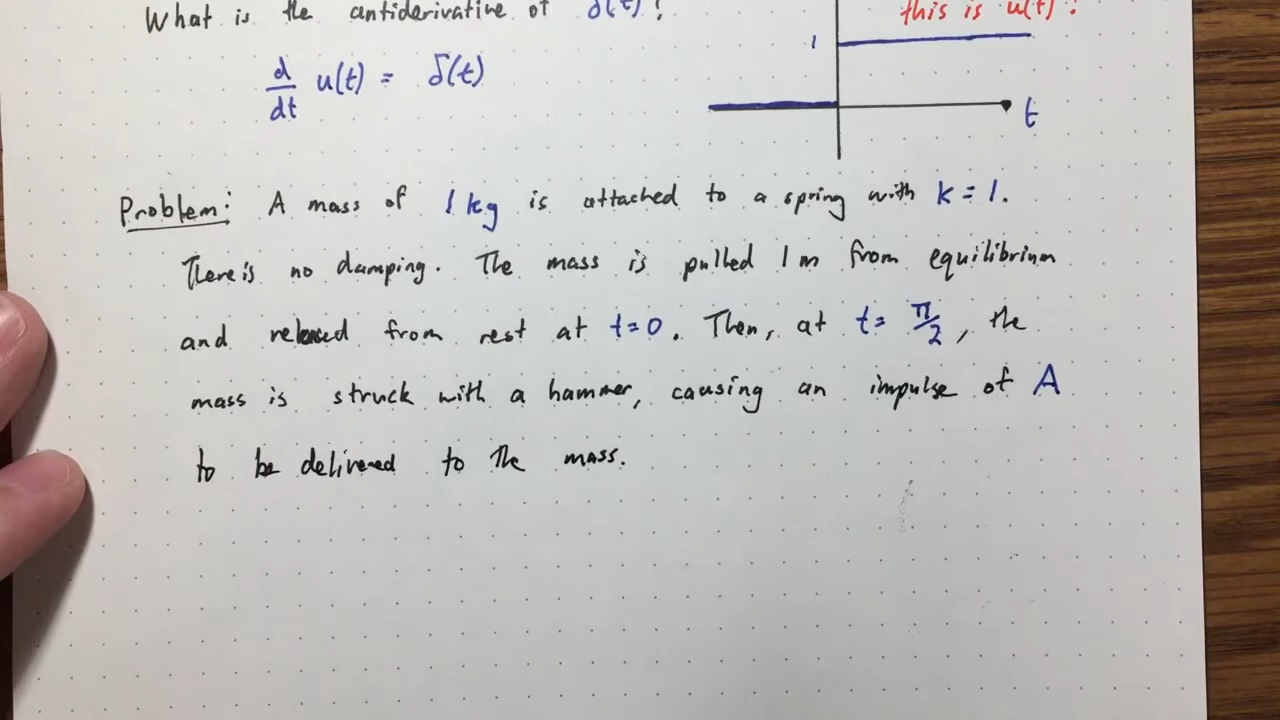 What is the antiderivative of δ(t)?
this is u(t)!
1
d/dt u(t) = δ(t)
t
Problem: A mass of 1 kg is attached to a spring with k = 1.
There is no damping. The mass is pulled 1 m from equilibrium
and released from rest at t=0. Then, at t= π/2, the
mass is struck with a hammer, causing an impulse of A
to be delivered to the mass.